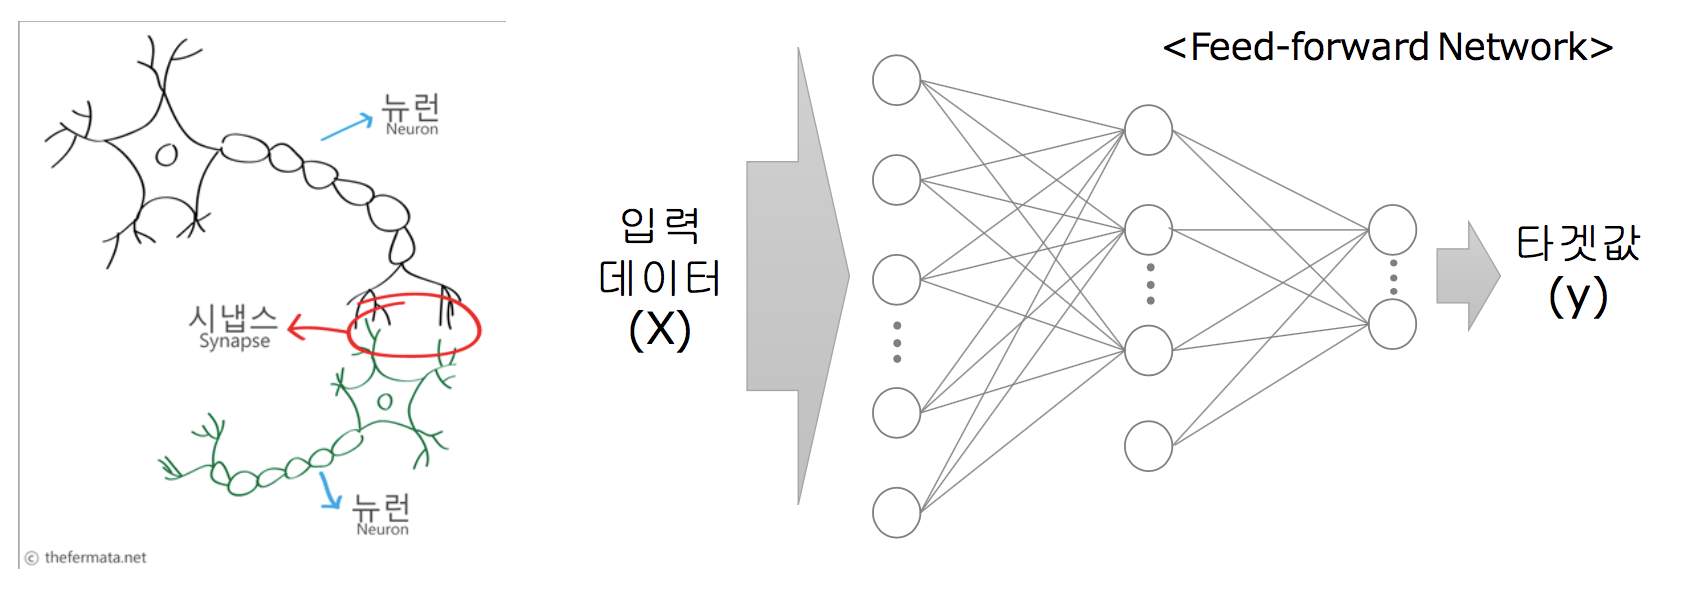 뉴런
Neuron
시냅스
Synapse
뉴런
Neuron
ⓒ thefermata.net
<Feed-forward Network>
입력
데이터
(X)
타겟값
(y)